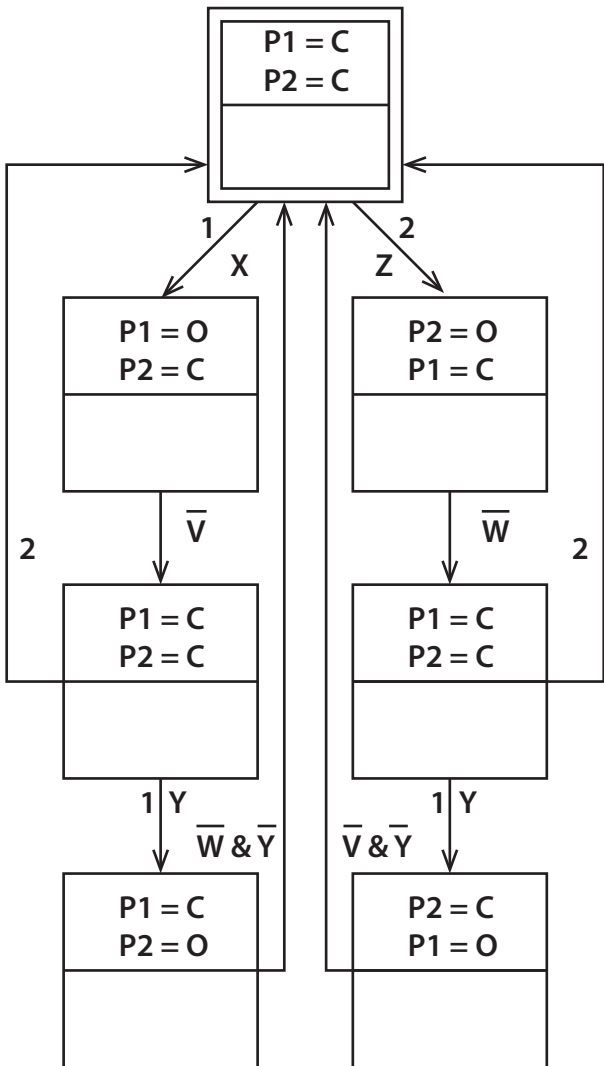 P1 = C
P2 = C
1
2
X
Z
P1 = O
P2 = C
P2 = O
P1 = C
V̅
W̅
2
2
P1 = C
P2 = C
P1 = C
P2 = C
1 Y
1 Y
W̅ & Y̅
V̅ & Y̅
P1 = C
P2 = O
P2 = C
P1 = O